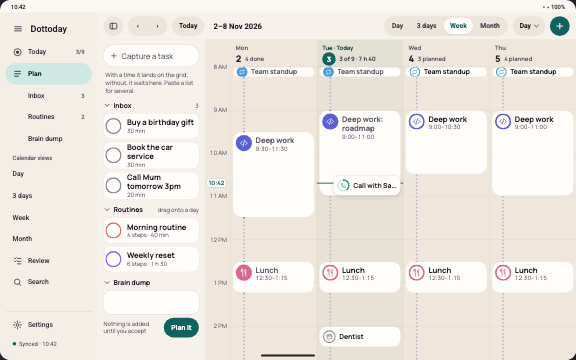 10:42
100%
Dottoday
Today 3/9
Plan
Inbox 3
Routines 2
Brain dump
Calendar views
Day
3 days
Week
Month
Review
Search
Settings
Synced · 10:42
Today
2–8 Nov 2026
Day
3 days
Week
Month
Day
Capture a task
With a time it lands on the grid;
without, it waits here. Paste a list
for several.
Inbox 3
Buy a birthday gift
30 min
Book the car
service
30 min
Call Mum
tomorrow 3pm
20 min
Routines drag onto a day
Morning routine
4 steps · 40 min
Weekly reset
6 steps · 1 h 30
Brain dump
Nothing is added
until you accept
Plan it
Mon
2 4 done
Tue · Today
3 3 of 9 · 7 h 40
Wed
4 3 planned
Thu
5 4 planned
8 AM
9 AM
10 AM
10:42
11 AM
12 PM
1 PM
2 PM
Team standup
Deep work
9:30–11:30
Lunch
12:30–1:15
Team standup
Deep work:
roadmap
9:00–11:00
Call with Sa...
Lunch
12:30–1:15
Dentist
Team standup
Deep work
9:00–10:30
Lunch
12:30–1:15
Team standup
Deep work
9:00–11:00
Lunch
12:30–1:15